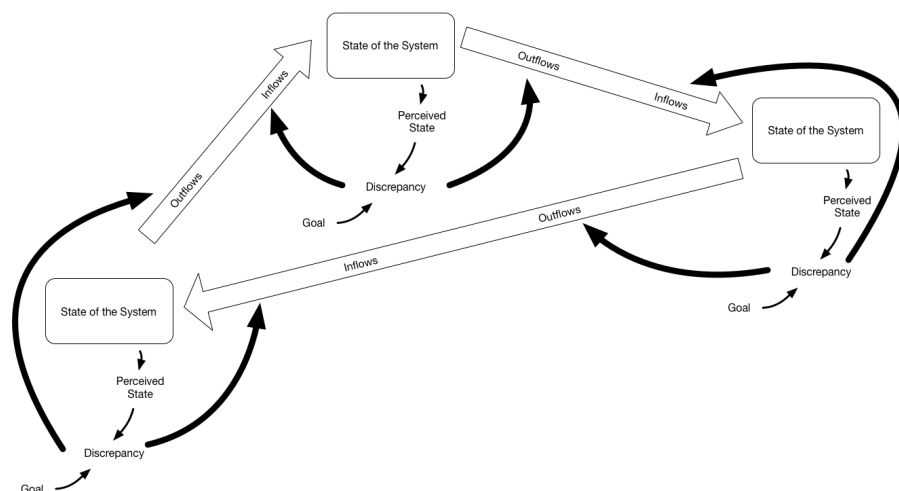 State of the System
Inflows
Outflows
Perceived
State
Discrepancy
Goal
Outflows
Inflows
State of the System
Perceived
State
Discrepancy
Goal
Outflows
Inflows
State of the System
Perceived
State
Discrepancy
Goal